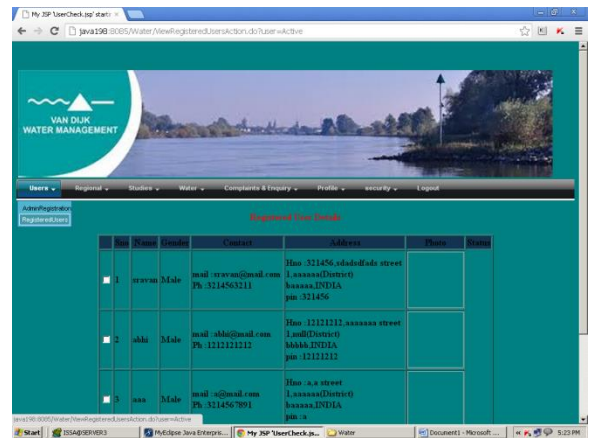 My JSP 'UserCheck.jsp' starti
java198:8085/Water/ViewRegisteredUsersAction.do?user=Active
VAN DIJK
WATER MANAGEMENT
Users Regional Studies Water Complaints & Enquiry Profile security Logout
AdminRegistration
RegisteredUsers
Registered User Details
Sno Name Gender Contact Address Photo Status
1 sravan Male mail :sravan@mail.com
Ph :3214563211
Hno :321456,sdadsdfads street
1,aaaaaa(District)
baaaaa,INDIA
pin :321456
2 abhi Male mail :abhi@mail.com
Ph :1212121212
Hno :12121212,aaaaaaa street
1,null(District)
bbbbb,INDIA
pin :12121212
3 aaa Male mail :a@mail.com
Ph :3214567891
Hno :a,a street
1,aaaaaa(District)
baaaaa,INDIA
pin :a
java198:8085/Water/ViewRegisteredUsersAction.do?user=Active
Start ISSA@SERVER3 MyEclipse Java Enterpris... My JSP 'UserCheck.js... Water Document1 - Microsoft ... 5:23 PM